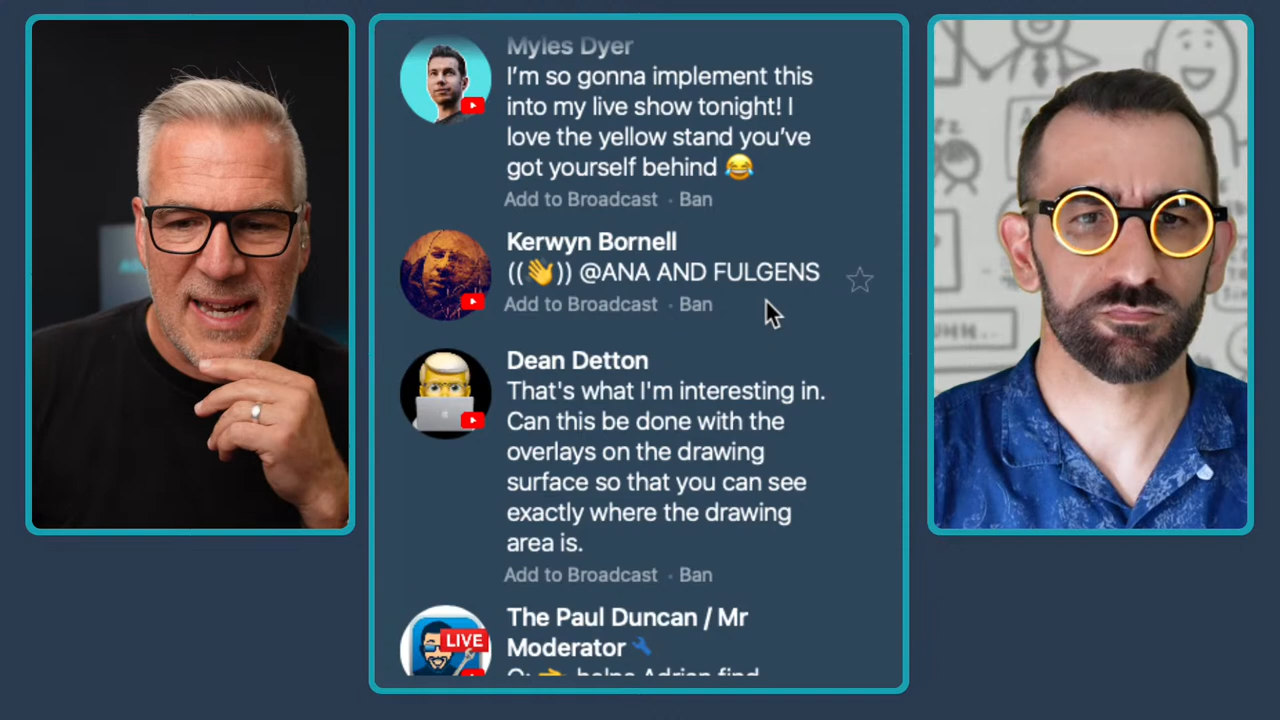 Myles Dyer
I’m so gonna implement this
into my live show tonight! I
love the yellow stand you’ve
got yourself behind 😂
Add to Broadcast · Ban
Kerwyn Bornell
((👋)) @ANA AND FULGENS
Add to Broadcast · Ban
Dean Detton
That's what I'm interesting in.
Can this be done with the
overlays on the drawing
surface so that you can see
exactly where the drawing
area is.
Add to Broadcast · Ban
The Paul Duncan / Mr
Moderator 🔧
LIVE
Q: 👉 helps Adrian find